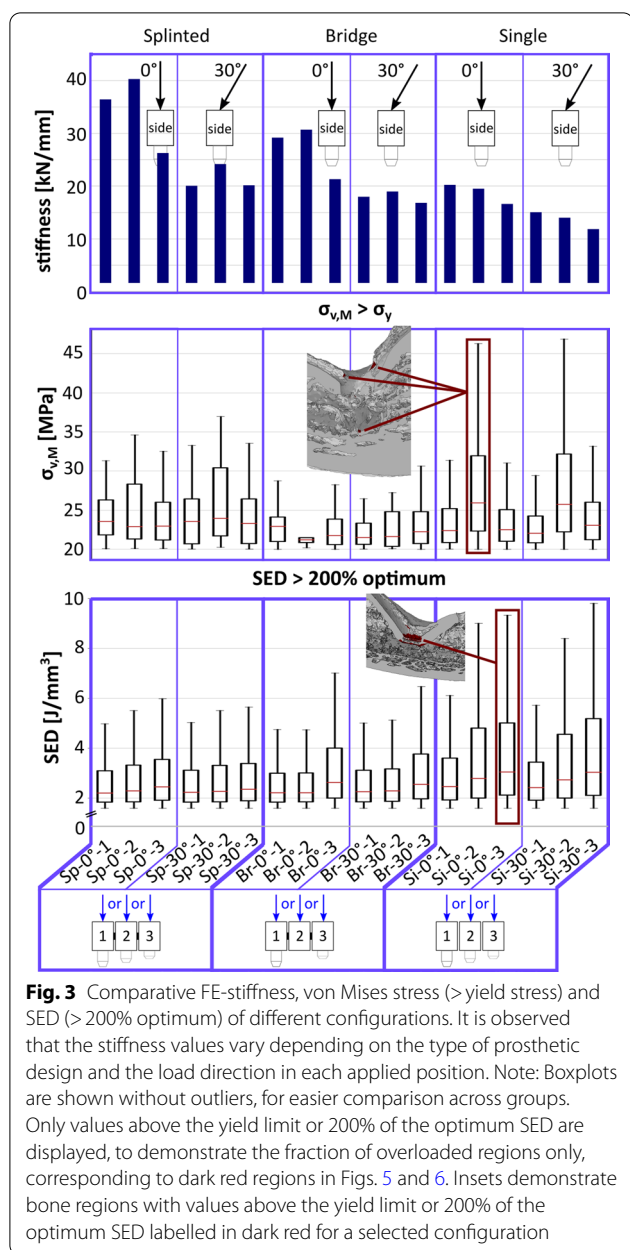 Splinted Bridge Single
0° 30° 0° 30° 0° 30°
side side side side side side
40
30
20
10
0
stiffness [kN/mm]
σv,M > σy
45
40
35
30
25
20
σv,M [MPa]
SED > 200% optimum
10
8
6
4
2
0
SED [J/mm³]
Sp-0°-1 Sp-0°-2 Sp-0°-3 Sp-30°-1 Sp-30°-2 Sp-30°-3 Br-0°-1 Br-0°-2 Br-0°-3 Br-30°-1 Br-30°-2 Br-30°-3 Si-0°-1 Si-0°-2 Si-0°-3 Si-30°-1 Si-30°-2 Si-30°-3
or or or or or or
1 2 3 1 2 3 1 2 3
Fig. 3 Comparative FE-stiffness, von Mises stress (> yield stress) and
SED (> 200% optimum) of different configurations. It is observed
that the stiffness values vary depending on the type of prosthetic
design and the load direction in each applied position. Note: Boxplots
are shown without outliers, for easier comparison across groups.
Only values above the yield limit or 200% of the optimum SED are
displayed, to demonstrate the fraction of overloaded regions only,
corresponding to dark red regions in Figs. 5 and 6. Insets demonstrate
bone regions with values above the yield limit or 200% of the
optimum SED labelled in dark red for a selected configuration